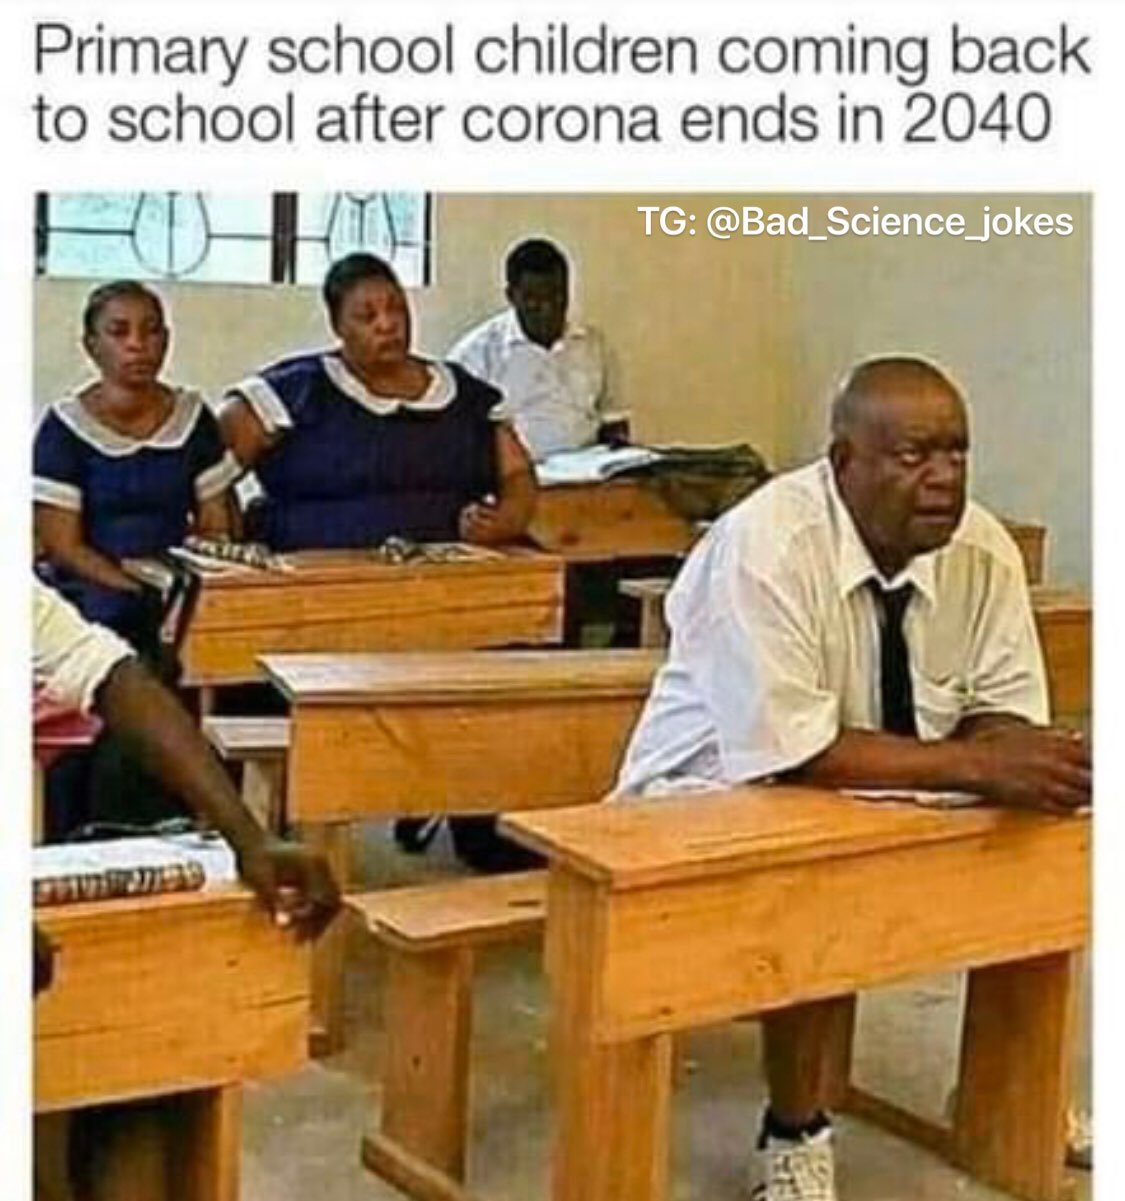 Primary school children coming back
to school after corona ends in 2040
TG: @Bad_Science_jokes